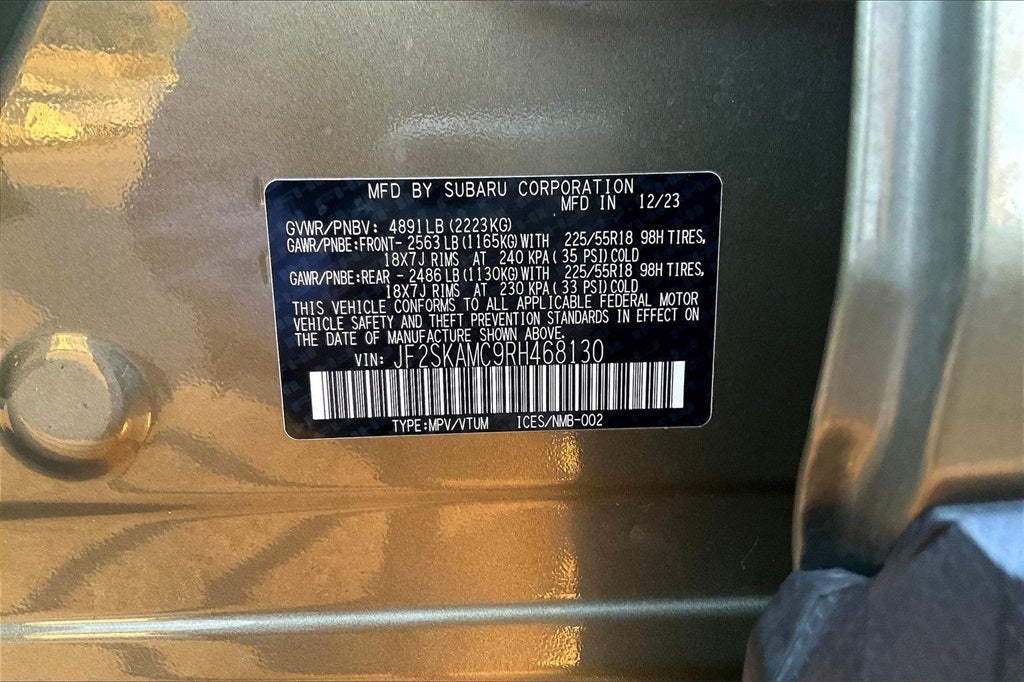 MFD BY SUBARU CORPORATION
MFD IN 12/23
GVWR/PNBV: 4891LB(2223KG)
GAWR/PNBE:FRONT- 2563LB(1165KG)WITH 225/55R18 98H TIRES,
18X7J RIMS AT 240 KPA( 35 PSI)COLD
GAWR/PNBE:REAR - 2486LB(1130KG)WITH 225/55R18 98H TIRES,
18X7J RIMS AT 230 KPA( 33 PSI)COLD
THIS VEHICLE CONFORMS TO ALL APPLICABLE FEDERAL MOTOR
VEHICLE SAFETY AND THEFT PREVENTION STANDARDS IN EFFECT ON
THE DATE OF MANUFACTURE SHOWN ABOVE.
VIN: JF2SKAMC9RH468130
TYPE:MPV/VTUM ICES/NMB-002